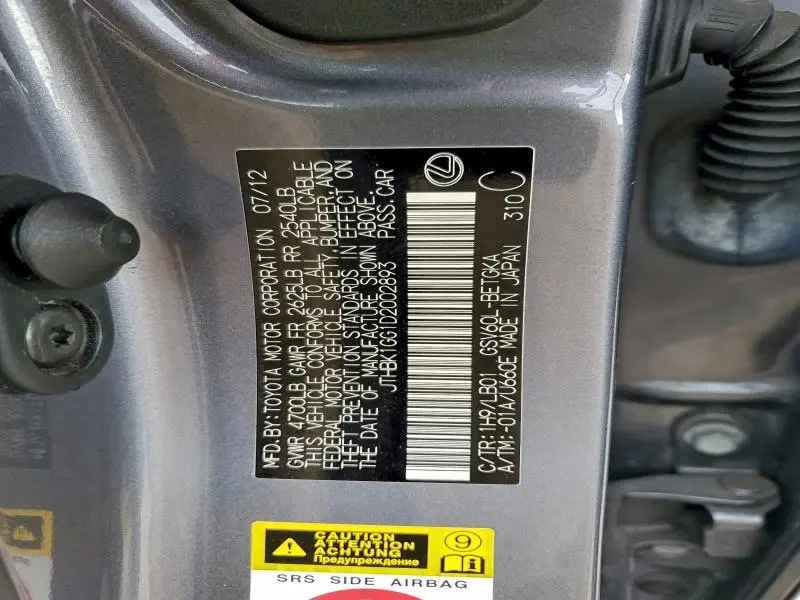 MFD.BY:TOYOTA MOTOR CORPORATION 07/12
GVWR 4700LB GAWR FR 2625LB RR 2540LB
THIS VEHICLE CONFORMS TO ALL APPLICABLE
FEDERAL MOTOR VEHICLE SAFETY,BUMPER,AND
THEFT PREVENTION STANDARDS IN EFFECT ON
THE DATE OF MANUFACTURE SHOWN ABOVE.
JTHBK1GG1D2002893 PASS.CAR
C/TR:1H9/LB01 GSV60L-BETGKA
A/TM:-01A/U660E MADE IN JAPAN 310 C
CAUTION
ATTENTION
ACHTUNG
Предупреждение
9
SRS SIDE AIRBAG